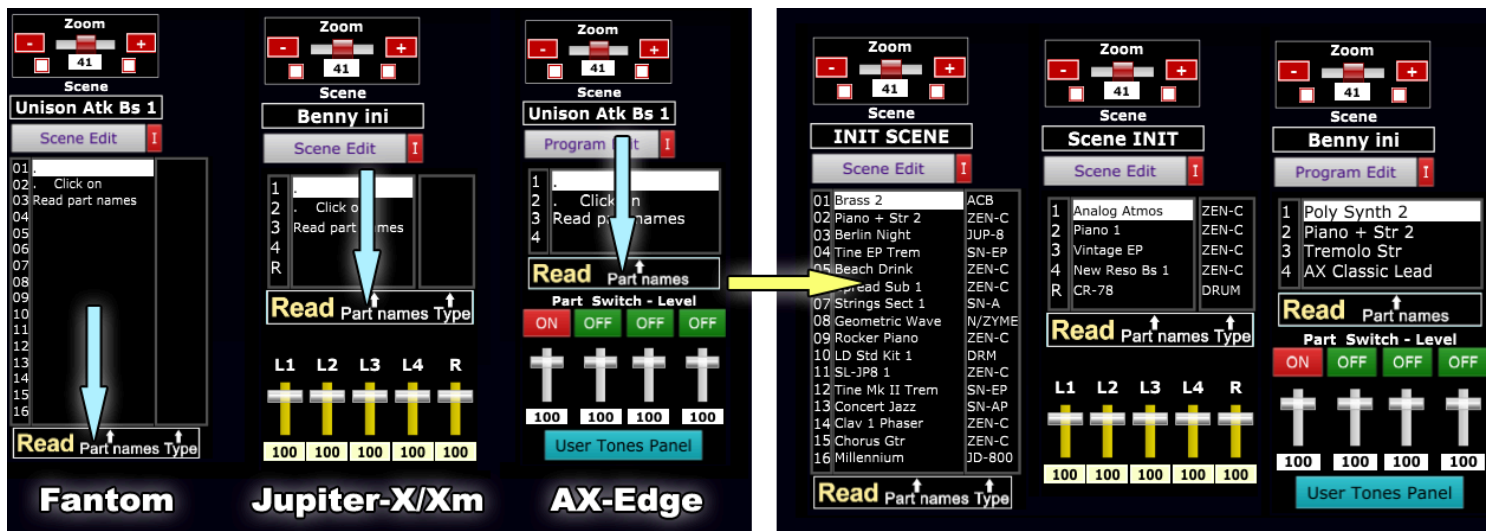 Zoom
- +
41
Scene
Unison Atk Bs 1
Scene Edit I
01 .
02 . Click on
03 Read part names
04
05
06
07
08
09
10
11
12
13
14
15
16
Read Part names Type
Fantom
Zoom
- +
41
Scene
Benny ini
Scene Edit I
1 .
2 . Click on
3 Read part names
4
R
Read Part names Type
L1 L2 L3 L4 R
100 100 100 100 100
Jupiter-X/Xm
Zoom
- +
41
Scene
Unison Atk Bs 1
Program Edit I
1 .
2 . Click on
3 Read part names
4
Read Part names
Part Switch - Level
ON OFF OFF OFF
100 100 100 100
User Tones Panel
AX-Edge
Zoom
- +
41
Scene
INIT SCENE
Scene Edit I
01 Brass 2 ACB
02 Piano + Str 2 ZEN-C
03 Berlin Night JUP-8
04 Tine EP Trem SN-EP
05 Beach Drink ZEN-C
Spread Sub 1 ZEN-C
07 Strings Sect 1 SN-A
08 Geometric Wave N/ZYME
09 Rocker Piano ZEN-C
10 LD Std Kit 1 DRM
11 SL-JP8 1 ZEN-C
12 Tine Mk II Trem SN-EP
13 Concert Jazz SN-AP
14 Clav 1 Phaser ZEN-C
15 Chorus Gtr ZEN-C
16 Millennium JD-800
Read Part names Type
Zoom
- +
41
Scene
Scene INIT
Scene Edit I
1 Analog Atmos ZEN-C
2 Piano 1 ZEN-C
3 Vintage EP ZEN-C
4 New Reso Bs 1 ZEN-C
R CR-78 DRUM
Read Part names Type
L1 L2 L3 L4 R
100 100 100 100 100
Zoom
- +
41
Scene
Benny ini
Program Edit I
1 Poly Synth 2
2 Piano + Str 2
3 Tremolo Str
4 AX Classic Lead
Read Part names
Part Switch - Level
ON OFF OFF OFF
100 100 100 100
User Tones Panel